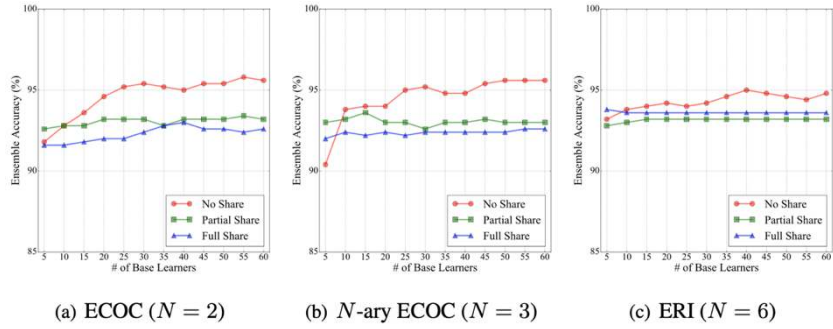 100
95
90
85
Ensemble Accuracy (%)
No Share
Partial Share
Full Share
5 10 15 20 25 30 35 40 45 50 55 60
# of Base Learners
(a) ECOC (N = 2)
100
95
90
85
Ensemble Accuracy (%)
No Share
Partial Share
Full Share
5 10 15 20 25 30 35 40 45 50 55 60
# of Base Learners
(b) N-ary ECOC (N = 3)
100
95
90
85
Ensemble Accuracy (%)
No Share
Partial Share
Full Share
5 10 15 20 25 30 35 40 45 50 55 60
# of Base Learners
(c) ERI (N = 6)